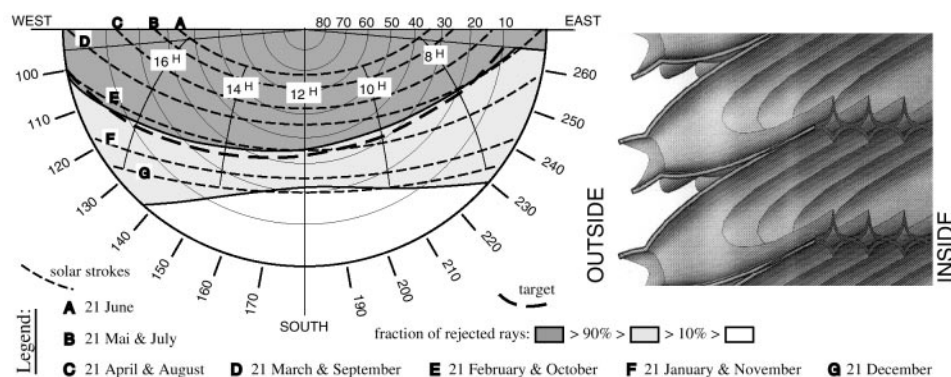 WEST A B C 80 70 60 50 40 30 20 10 EAST
D
16 H 14 H 12 H 10 H 8 H
E
F
G
100 110 120 130 140 150 160 170
SOUTH
190 200 210 220 230 240 250 260
OUTSIDE
INSIDE
solar strokes
target
Legend:
A 21 June
B 21 Mai & July
fraction of rejected rays: > 90% > > 10% >
C 21 April & August D 21 March & September E 21 February & October F 21 January & November G 21 December